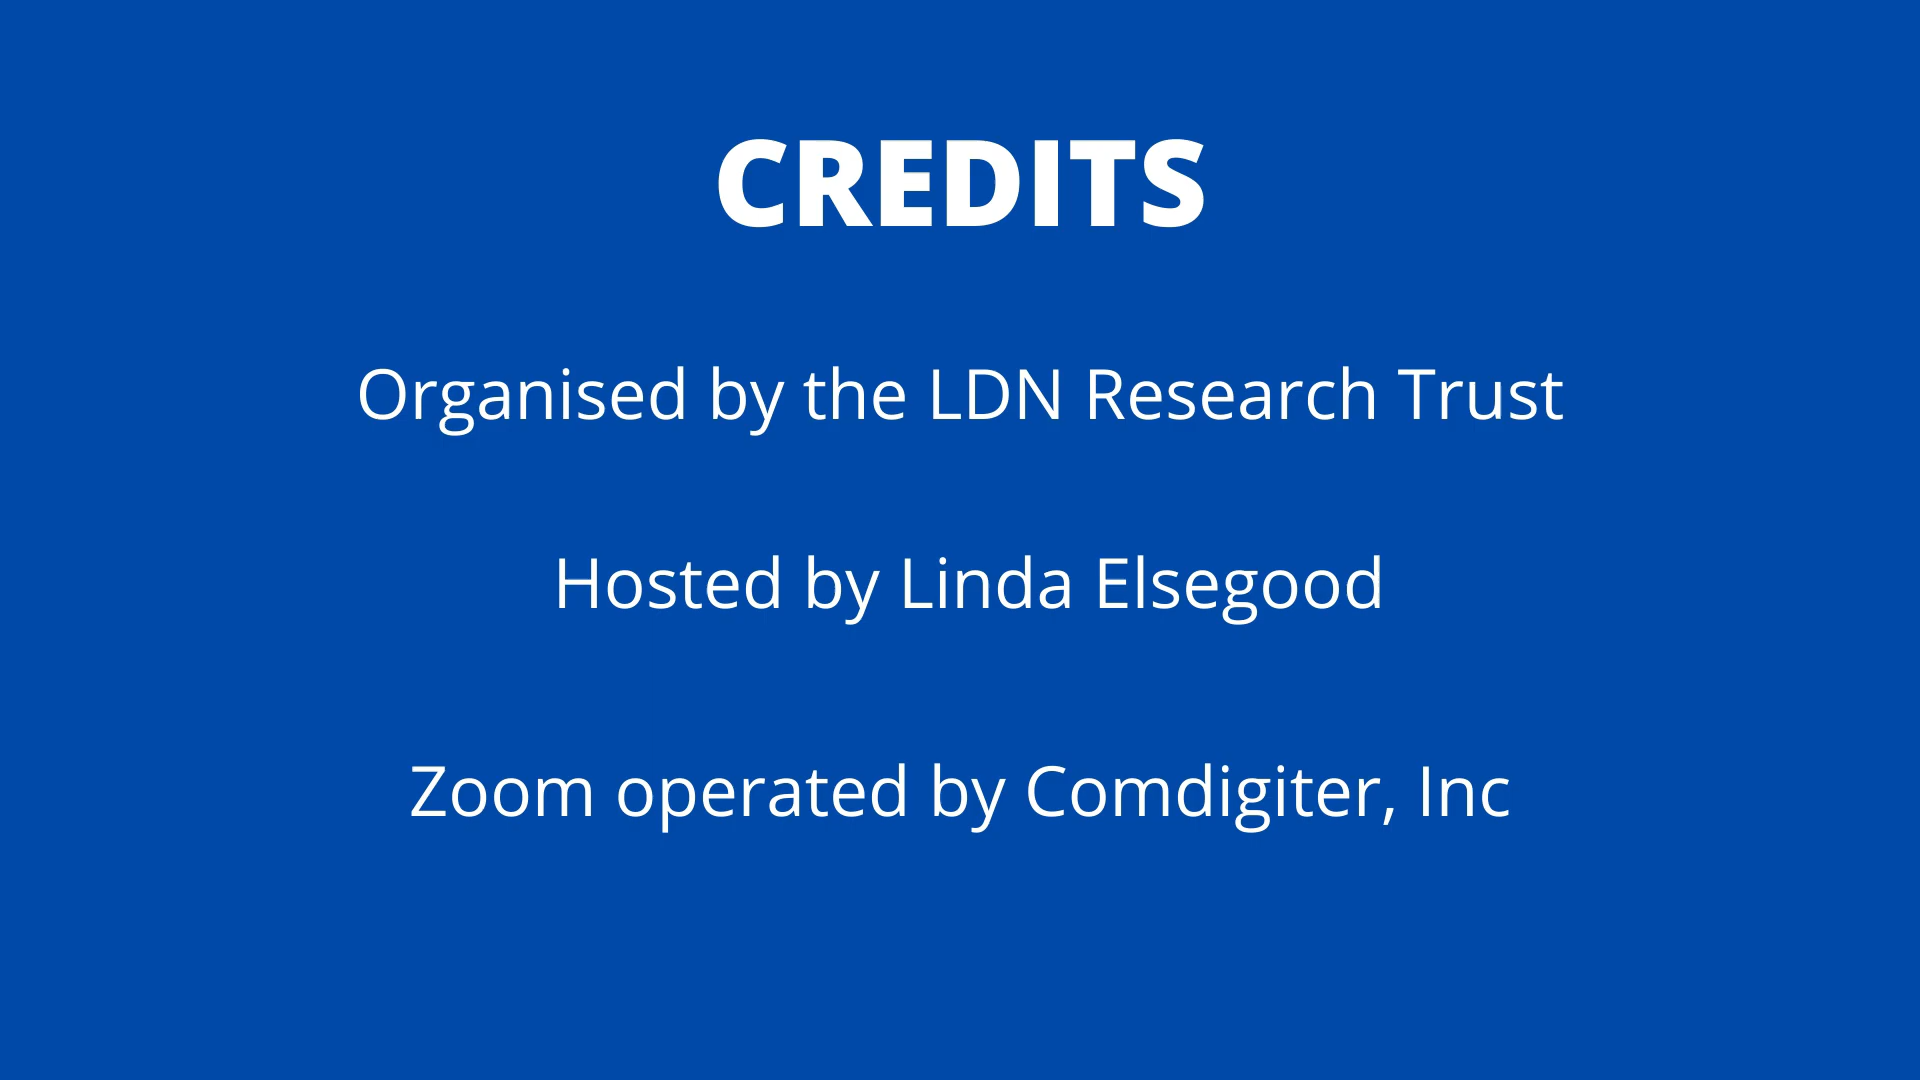 CREDITS
Organised by the LDN Research Trust
Hosted by Linda Elsegood
Zoom operated by Comdigiter, Inc